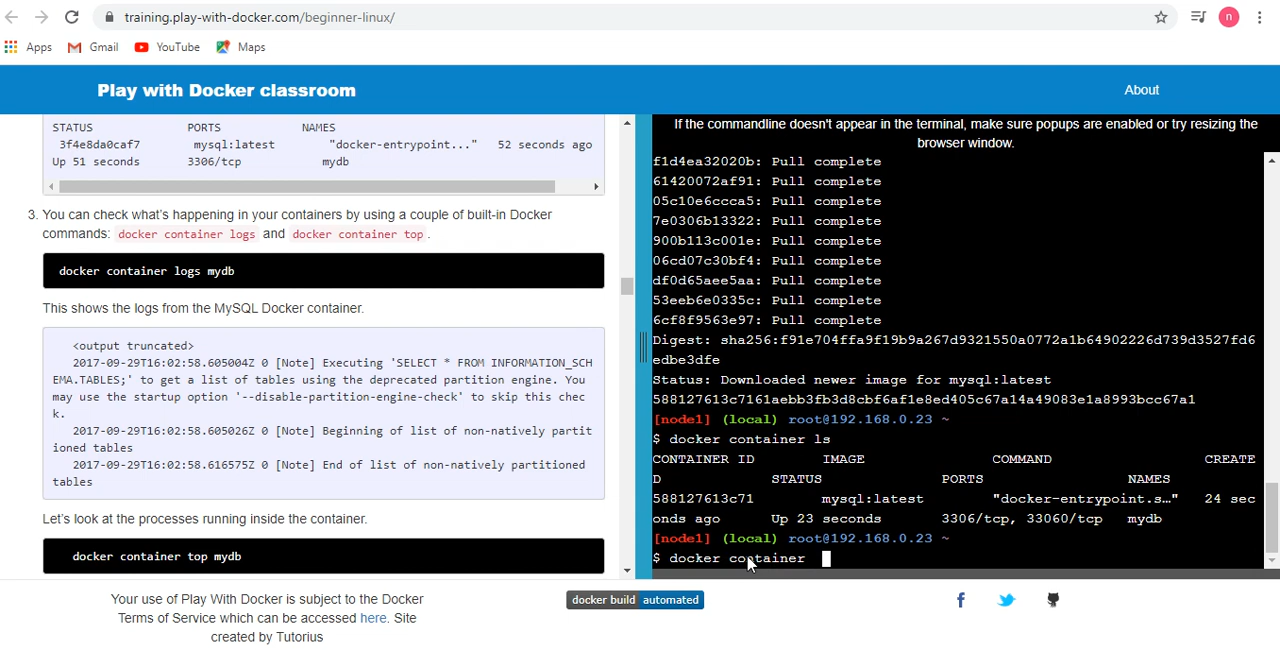 training.play-with-docker.com/beginner-linux/
n
Apps Gmail YouTube Maps
Play with Docker classroom
About
STATUS PORTS NAMES
3f4e8da0caf7 mysql:latest "docker-entrypoint..." 52 seconds ago
Up 51 seconds 3306/tcp mydb
3. You can check what's happening in your containers by using a couple of built-in Docker
commands: docker container logs and docker container top.
docker container logs mydb
This shows the logs from the MySQL Docker container.
<output truncated>
2017-09-29T16:02:58.605004Z 0 [Note] Executing 'SELECT * FROM INFORMATION_SCH
EMA.TABLES;' to get a list of tables using the deprecated partition engine. You
may use the startup option '--disable-partition-engine-check' to skip this chec
k.
2017-09-29T16:02:58.605026Z 0 [Note] Beginning of list of non-natively partit
ioned tables
2017-09-29T16:02:58.616575Z 0 [Note] End of list of non-natively partitioned
tables
Let's look at the processes running inside the container.
docker container top mydb
If the commandline doesn't appear in the terminal, make sure popups are enabled or try resizing the
browser window.
f1d4ea32020b: Pull complete
61420072af91: Pull complete
05c10e6ccca5: Pull complete
7e0306b13322: Pull complete
900b113c001e: Pull complete
06cd07c30bf4: Pull complete
df0d65aee5aa: Pull complete
53eeb6e0335c: Pull complete
6cf8f9563e97: Pull complete
Digest: sha256:f91e704ffa9f19b9a267d9321550a0772a1b64902226d739d3527fd6
edbe3dfe
Status: Downloaded newer image for mysql:latest
588127613c7161aebb3fb3d8cbf6af1e8ed405c67a14a49083e1a8993bcc67a1
[node1] (local) root@192.168.0.23 ~
$ docker container ls
CONTAINER ID IMAGE COMMAND CREATE
D STATUS PORTS NAMES
588127613c71 mysql:latest "docker-entrypoint.s…" 24 sec
onds ago Up 23 seconds 3306/tcp, 33060/tcp mydb
[node1] (local) root@192.168.0.23 ~
$ docker container
Your use of Play With Docker is subject to the Docker
Terms of Service which can be accessed here. Site
created by Tutorius
docker build automated